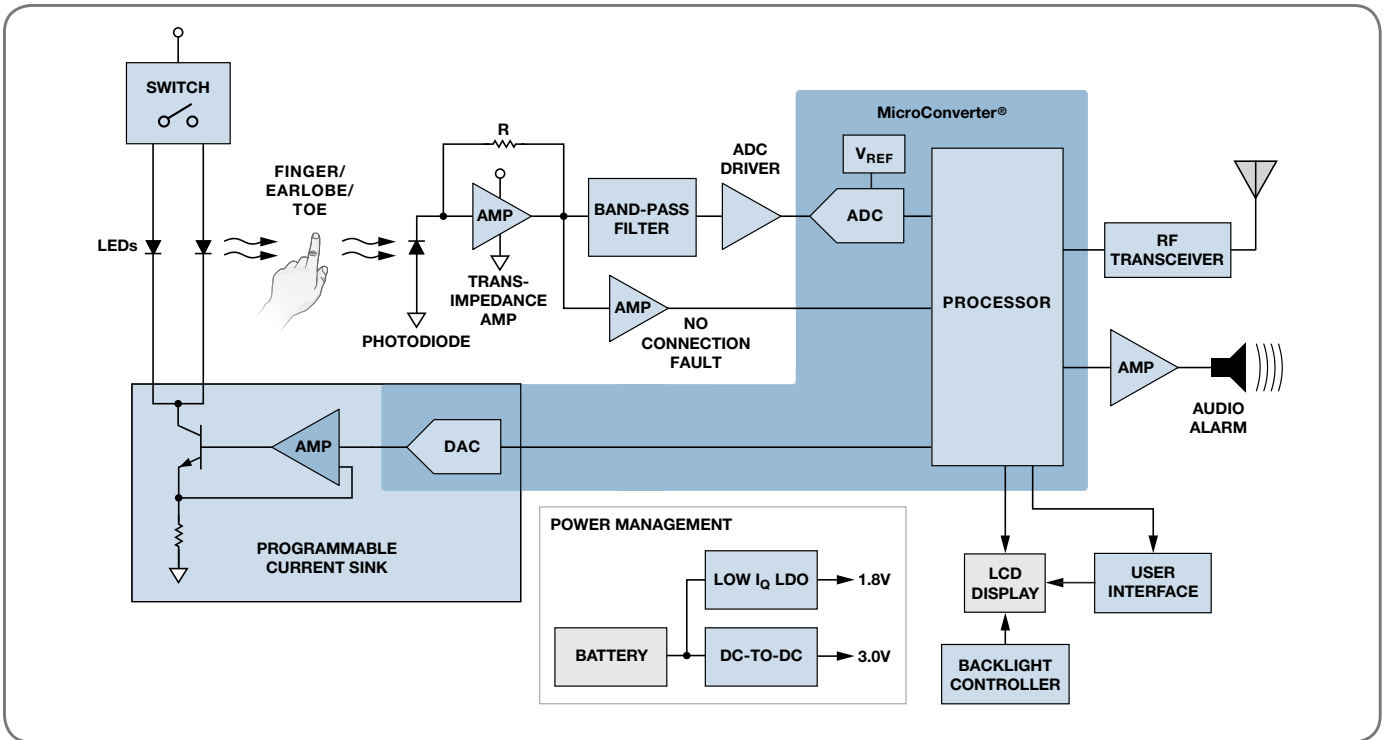 SWITCH
LEDs
FINGER/
EARLOBE/
TOE
R
AMP
TRANS-
IMPEDANCE
AMP
PHOTODIODE
BAND-PASS
FILTER
ADC
DRIVER
AMP
NO
CONNECTION
FAULT
MicroConverter®
VREF
ADC
PROCESSOR
RF
TRANSCEIVER
AMP
AUDIO
ALARM
AMP
DAC
PROGRAMMABLE
CURRENT SINK
POWER MANAGEMENT
BATTERY
LOW IQ LDO
1.8V
DC-TO-DC
3.0V
LCD
DISPLAY
USER
INTERFACE
BACKLIGHT
CONTROLLER